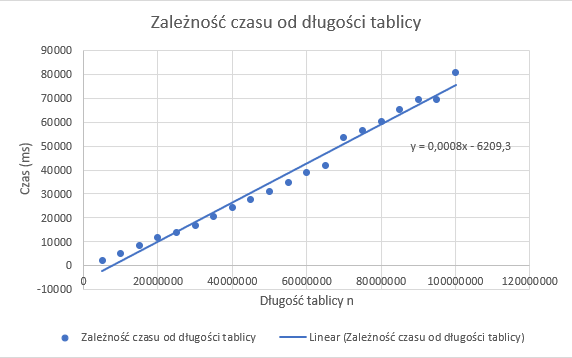 Zależność czasu od długości tablicy
90000
80000
70000
60000
50000
40000
30000
20000
10000
0
-10000
Czas (ms)
y = 0,0008x - 6209,3
0 20000000 40000000 60000000 80000000 100000000 120000000
Długość tablicy n
Zależność czasu od długości tablicy Linear (Zależność czasu od długości tablicy)